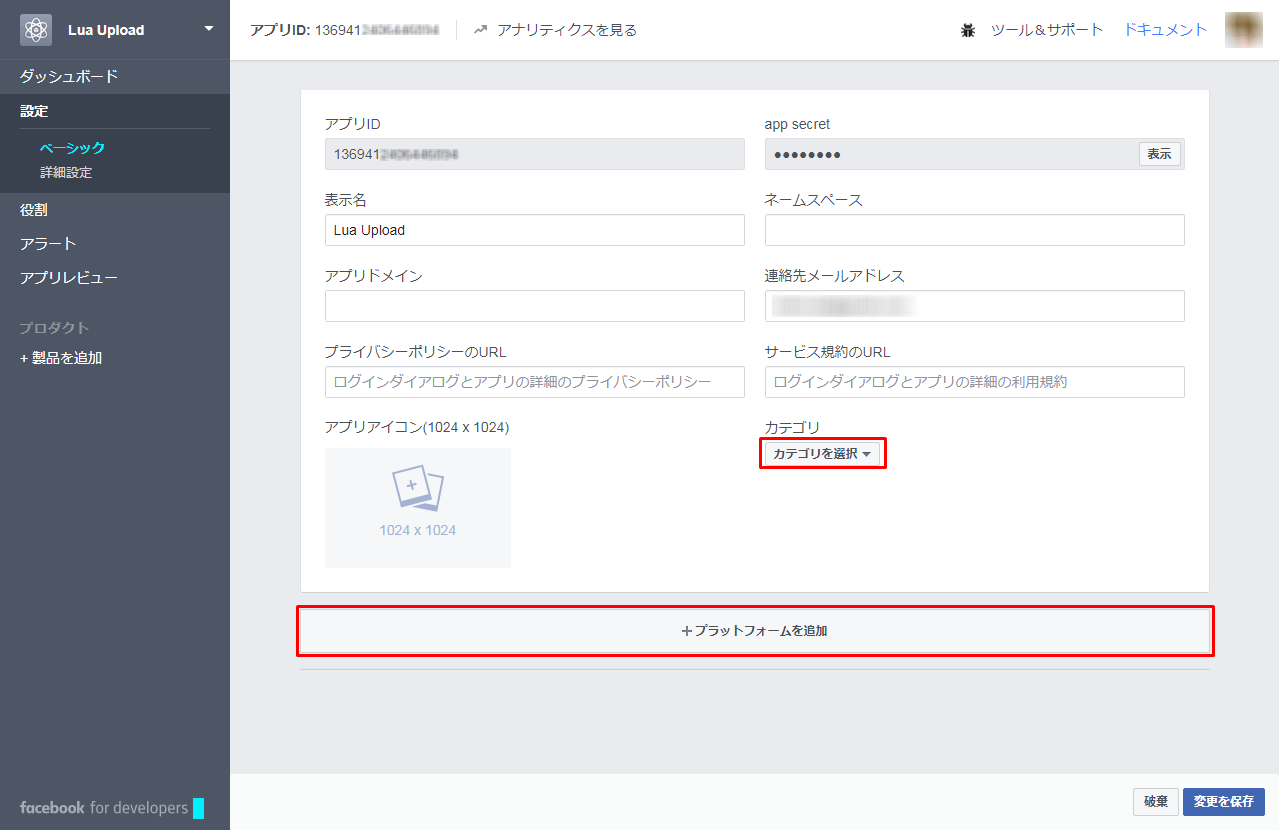 Lua Upload
アプリID: 136941
アナリティクスを見る
ツール＆サポート
ドキュメント
ダッシュボード
設定
ベーシック
詳細設定
役割
アラート
アプリレビュー
プロダクト
+ 製品を追加
facebook for developers
アプリID
app secret
136941
●●●●●●●●
表示
表示名
ネームスペース
Lua Upload
アプリドメイン
連絡先メールアドレス
プライバシーポリシーのURL
サービス規約のURL
ログインダイアログとアプリの詳細のプライバシーポリシー
ログインダイアログとアプリの詳細の利用規約
アプリアイコン(1024 x 1024)
カテゴリ
カテゴリを選択
1024 x 1024
+プラットフォームを追加
破棄
変更を保存